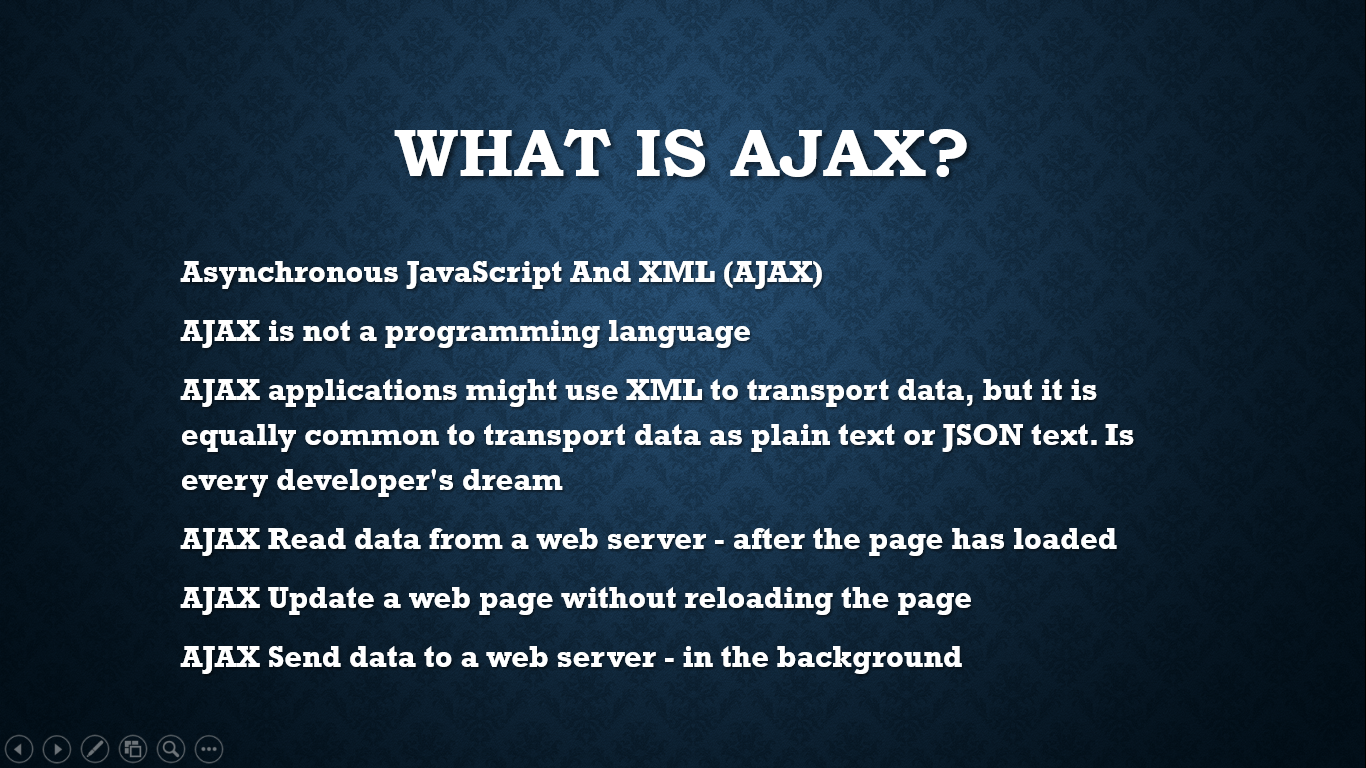 WHAT IS AJAX?
Asynchronous JavaScript And XML (AJAX)
AJAX is not a programming language
AJAX applications might use XML to transport data, but it is
equally common to transport data as plain text or JSON text. Is
every developer's dream
AJAX Read data from a web server - after the page has loaded
AJAX Update a web page without reloading the page
AJAX Send data to a web server - in the background